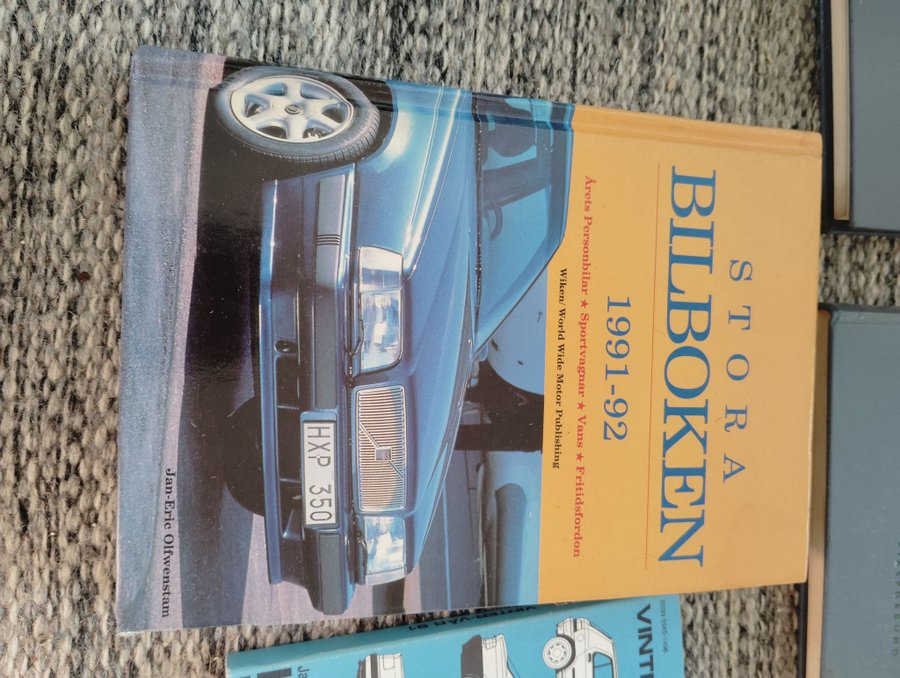 STORA
BILBOKEN
1991-92
Årets Personbilar ★ Sportvagnar ★ Vans ★ Fritidsfordon
Wiken/World Wide Motor Publishing
HXP 350
Jan-Eric Olfwenstam
VINT